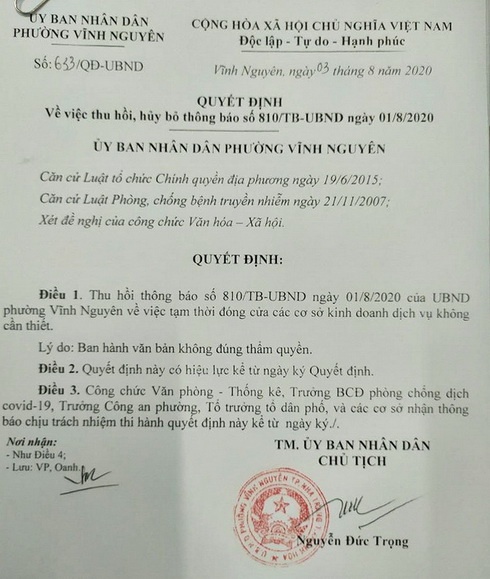 ỦY BAN NHÂN DÂN
PHƯỜNG VĨNH NGUYÊN
CỘNG HÒA XÃ HỘI CHỦ NGHĨA VIỆT NAM
Độc lập - Tự do - Hạnh phúc
Số: 633/QĐ-UBND
Vĩnh Nguyên, ngày 03 tháng 8 năm 2020
QUYẾT ĐỊNH
Về việc thu hồi, hủy bỏ thông báo số 810/TB-UBND ngày 01/8/2020
ỦY BAN NHÂN DÂN PHƯỜNG VĨNH NGUYÊN
Căn cứ Luật tổ chức Chính quyền địa phương ngày 19/6/2015;
Căn cứ Luật Phòng, chống bệnh truyền nhiễm ngày 21/11/2007;
Xét đề nghị của công chức Văn hóa – Xã hội.
QUYẾT ĐỊNH:
Điều 1. Thu hồi thông báo số 810/TB-UBND ngày 01/8/2020 của UBND
phường Vĩnh Nguyên về việc tạm thời đóng cửa các cơ sở kinh doanh dịch vụ không
cần thiết.
Lý do: Ban hành văn bản không đúng thẩm quyền.
Điều 2. Quyết định này có hiệu lực kể từ ngày ký Quyết định.
Điều 3. Công chức Văn phòng - Thống kê, Trưởng BCĐ phòng chống dịch
covid-19, Trưởng Công an phường, Tổ trưởng tổ dân phố, và các cơ sở nhận thông
báo chịu trách nhiệm thi hành quyết định này kể từ ngày ký./.
Nơi nhận:
- Như Điều 4;
- Lưu: VP, Oanh.
TM. ỦY BAN NHÂN DÂN
CHỦ TỊCH
Nguyễn Đức Trọng